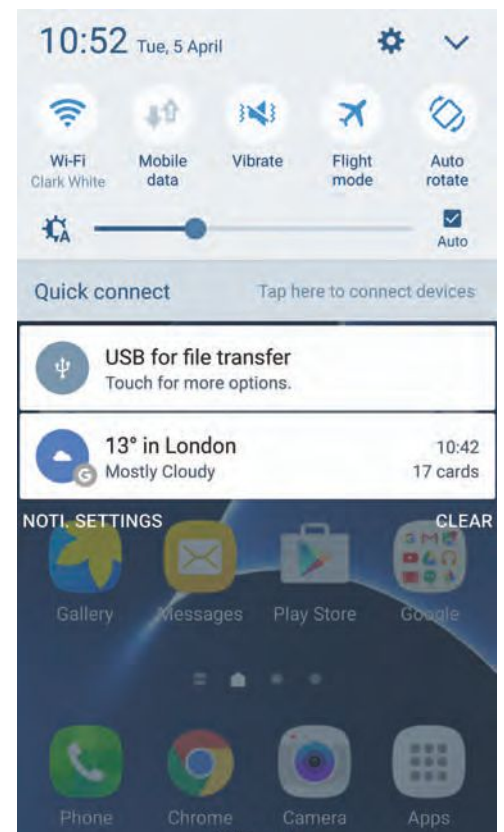 10:52 Tue, 5 April
Wi-Fi
Clark White
Mobile
data
Vibrate
Flight
mode
Auto
rotate
A
Auto
Quick connect Tap here to connect devices
USB for file transfer
Touch for more options.
13° in London 10:42
Mostly Cloudy 17 cards
G
NOTI. SETTINGS CLEAR
Gallery Messages Play Store Google
Phone Chrome Camera Apps